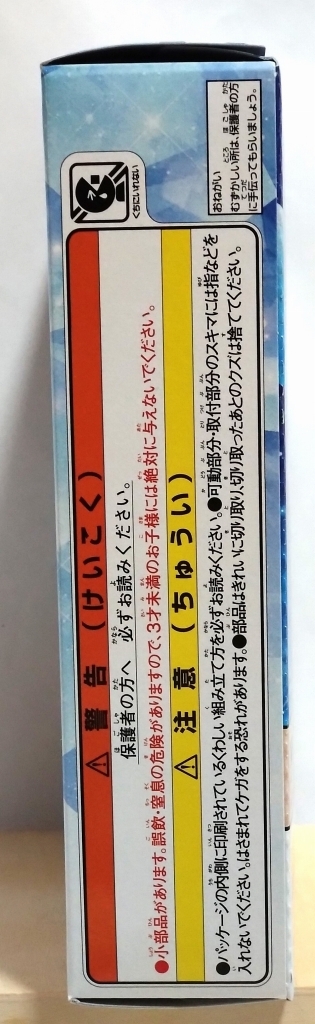 くちにいれない
おねがい
むずかしい所は、保護者の方
に手伝ってもらいましょう。
⚠ 警告（けいこく）
保護者の方へ 必ずお読みください。
●小部品があります。誤飲・窒息の危険がありますので、3才未満のお子様には絶対に与えないでください。
⚠ 注意（ちゅうい）
●パッケージの内側に印刷されているくわしい組み立て方を必ずお読みください。●可動部分・取付部分のスキマには指などを
入れないでください。はさまれてケガをする恐れがあります。●部品はきれいに切り取り、切り取ったあとのクズは捨ててください。